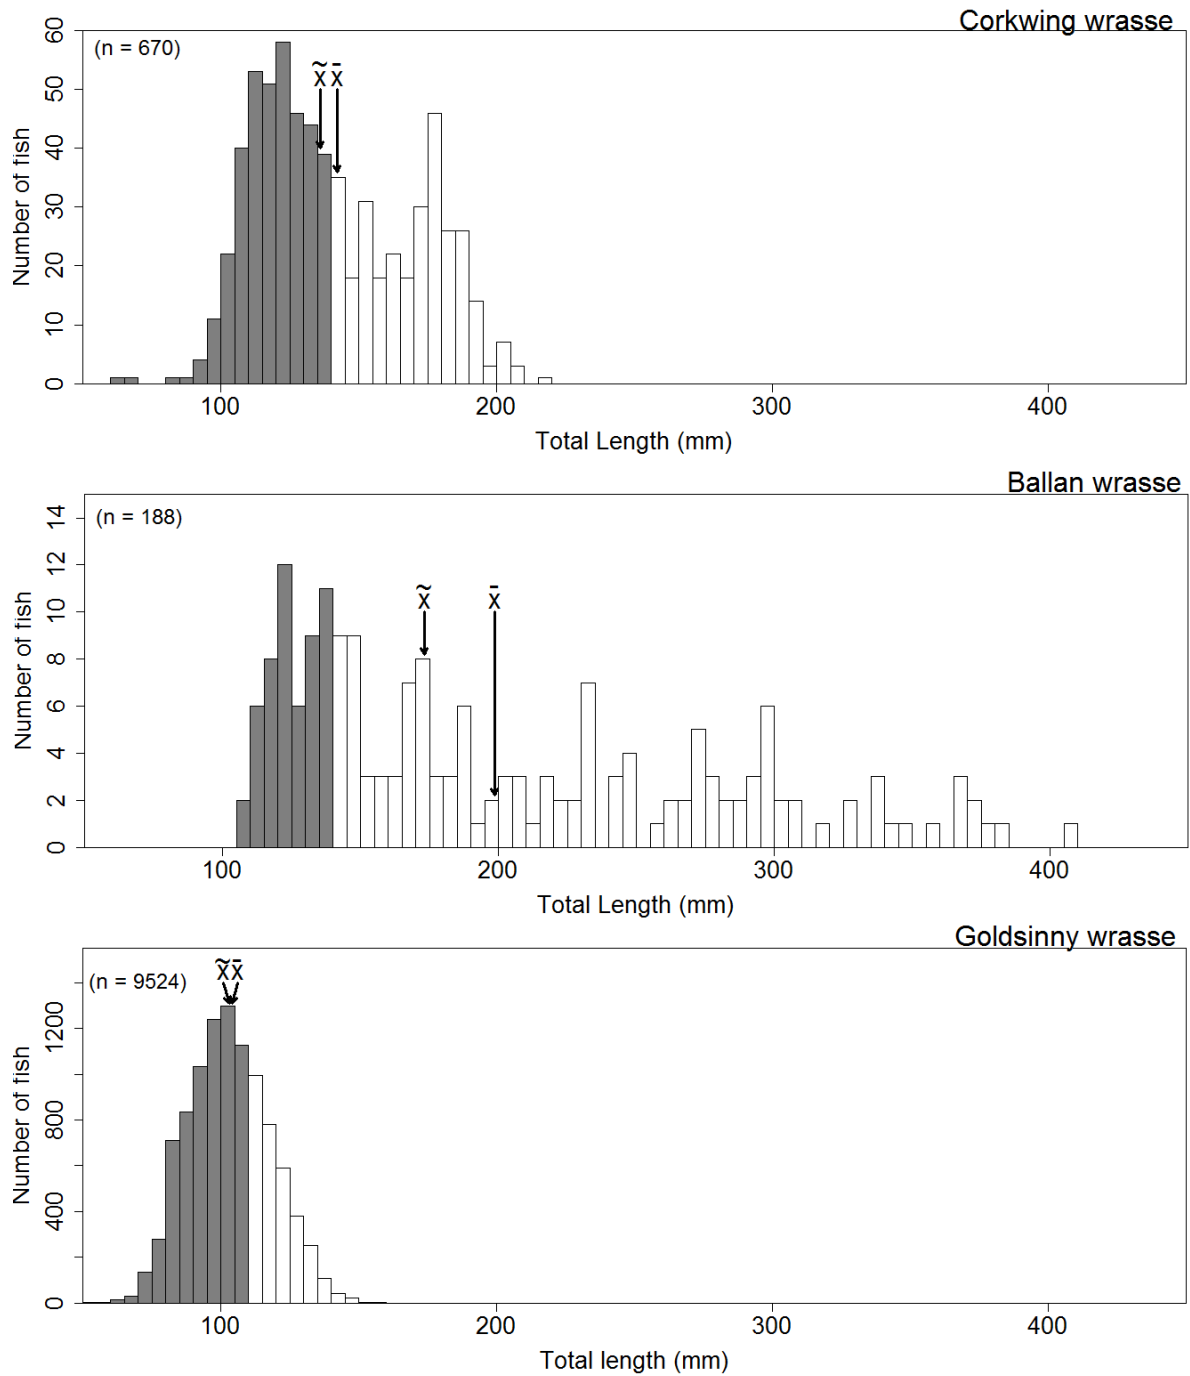 Corkwing wrasse
(n = 670)
x̃ x̄
Number of fish
0 10 20 30 40 50 60
100 200 300 400
Total Length (mm)
Ballan wrasse
(n = 188)
x̃ x̄
Number of fish
0 2 4 6 8 10 12 14
100 200 300 400
Total Length (mm)
Goldsinny wrasse
(n = 9524)
x̃ x̄
Number of fish
0 400 800 1200
100 200 300 400
Total length (mm)